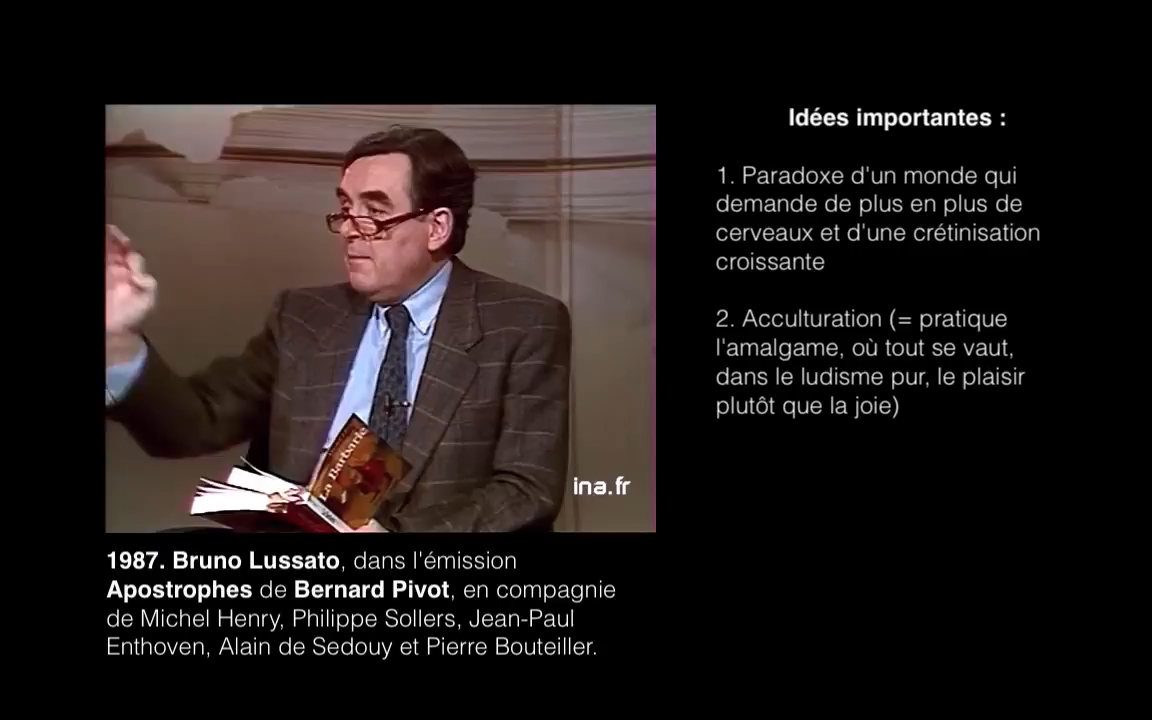 Idées importantes :
1. Paradoxe d'un monde qui
demande de plus en plus de
cerveaux et d'une crétinisation
croissante
2. Acculturation (= pratique
l'amalgame, où tout se vaut,
dans le ludisme pur, le plaisir
plutôt que la joie)
La Barbarie
ina.fr
1987. Bruno Lussato, dans l'émission
Apostrophes de Bernard Pivot, en compagnie
de Michel Henry, Philippe Sollers, Jean-Paul
Enthoven, Alain de Sedouy et Pierre Bouteiller.